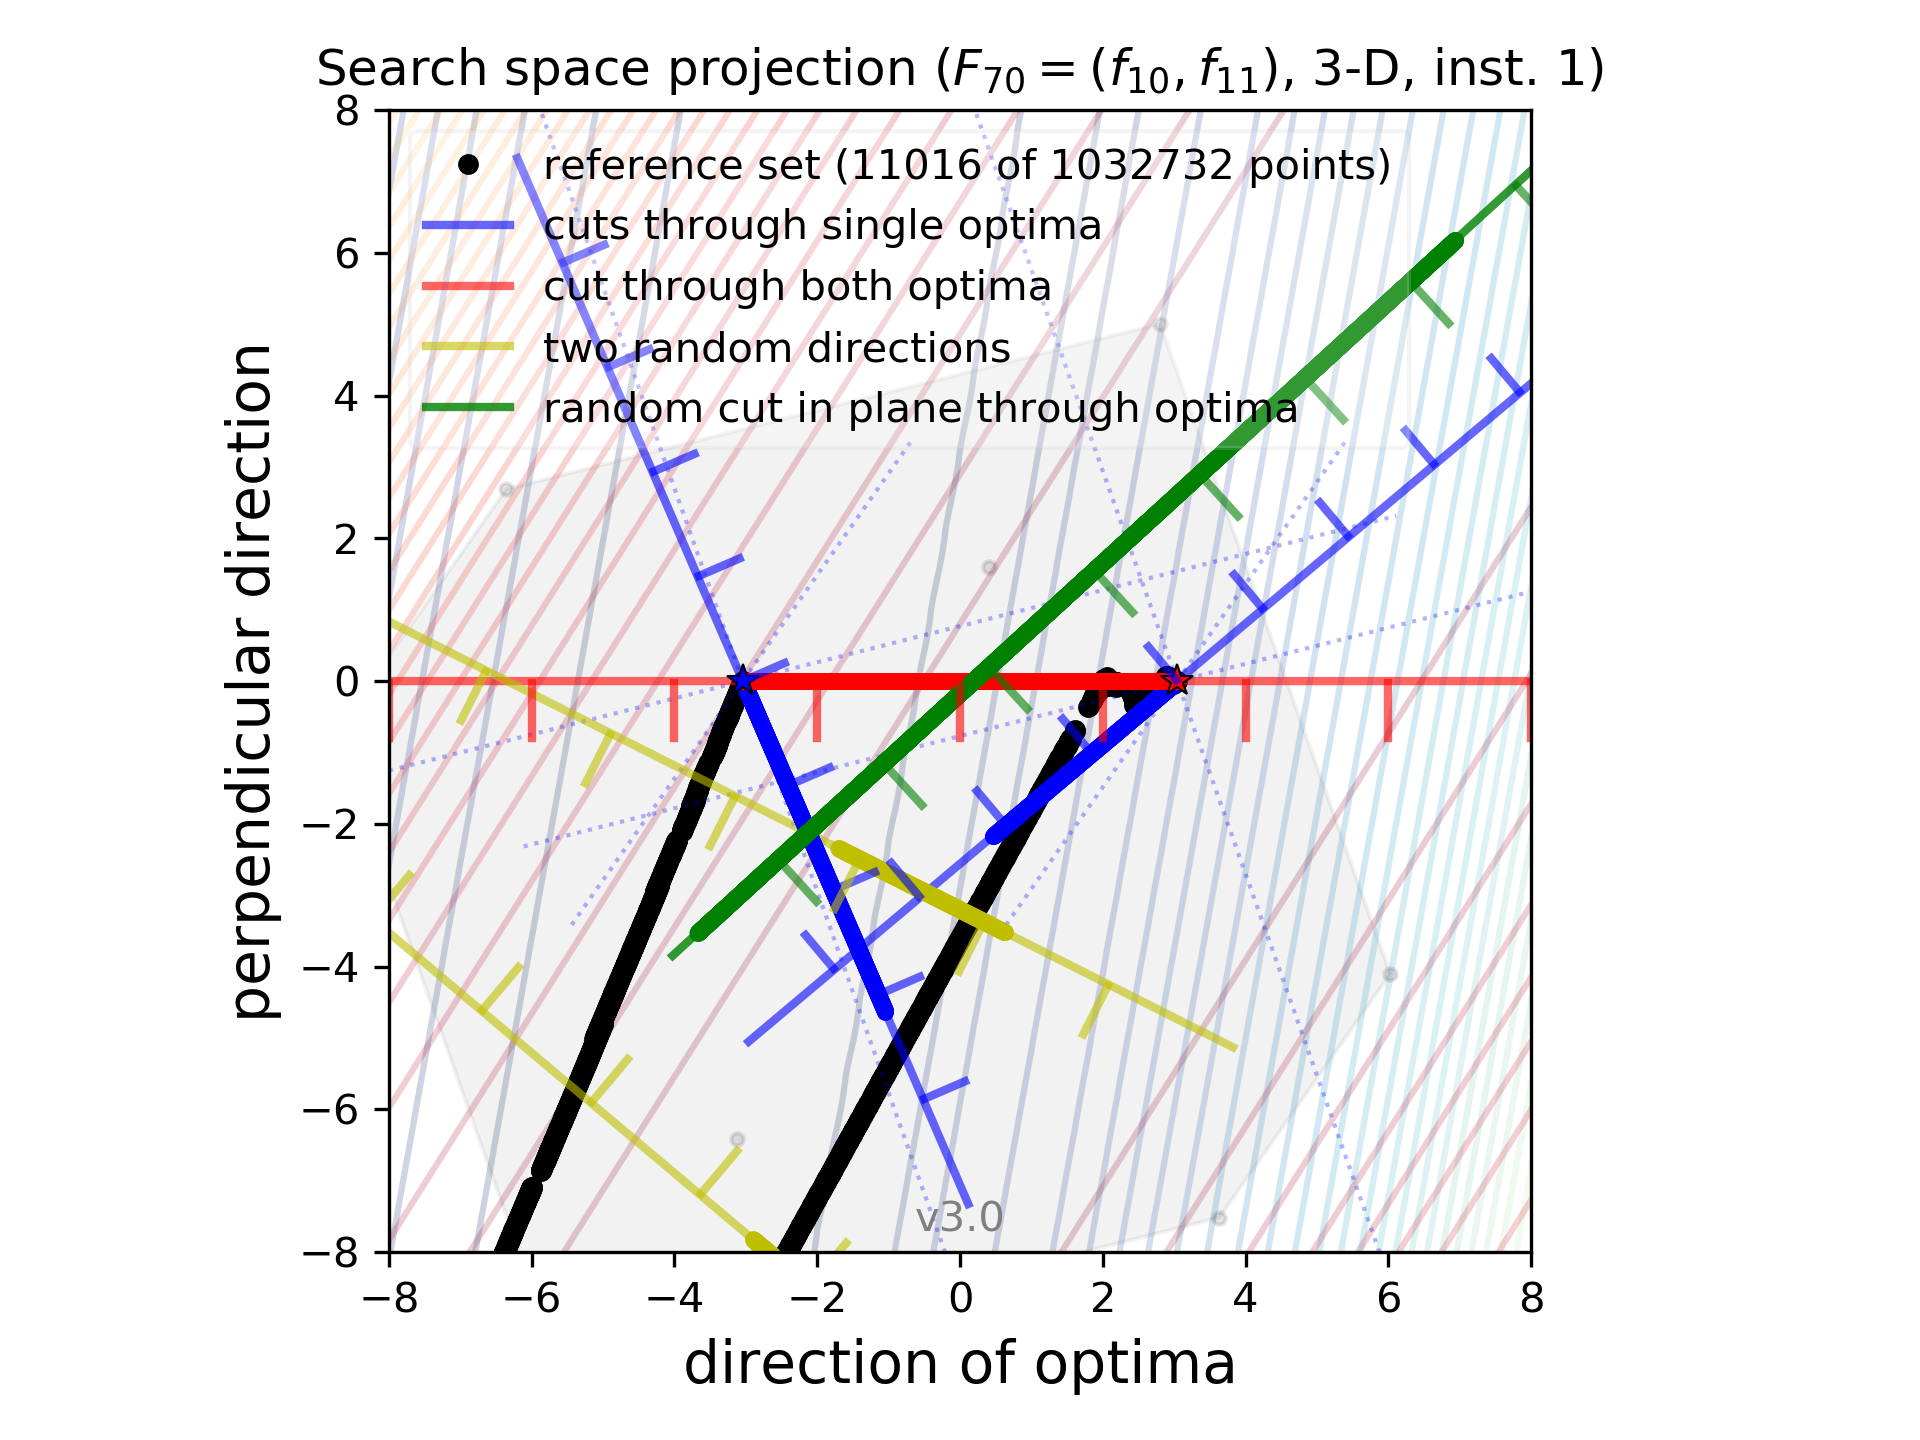 Search space projection (F₇₀ = (f₁₀, f₁₁), 3-D, inst. 1)
8
reference set (11016 of 1032732 points)
cuts through single optima
6
cut through both optima
two random directions
4
random cut in plane through optima
2
0
−2
−4
−6
−8
perpendicular direction
v3.0
−8 −6 −4 −2 0 2 4 6 8
direction of optima